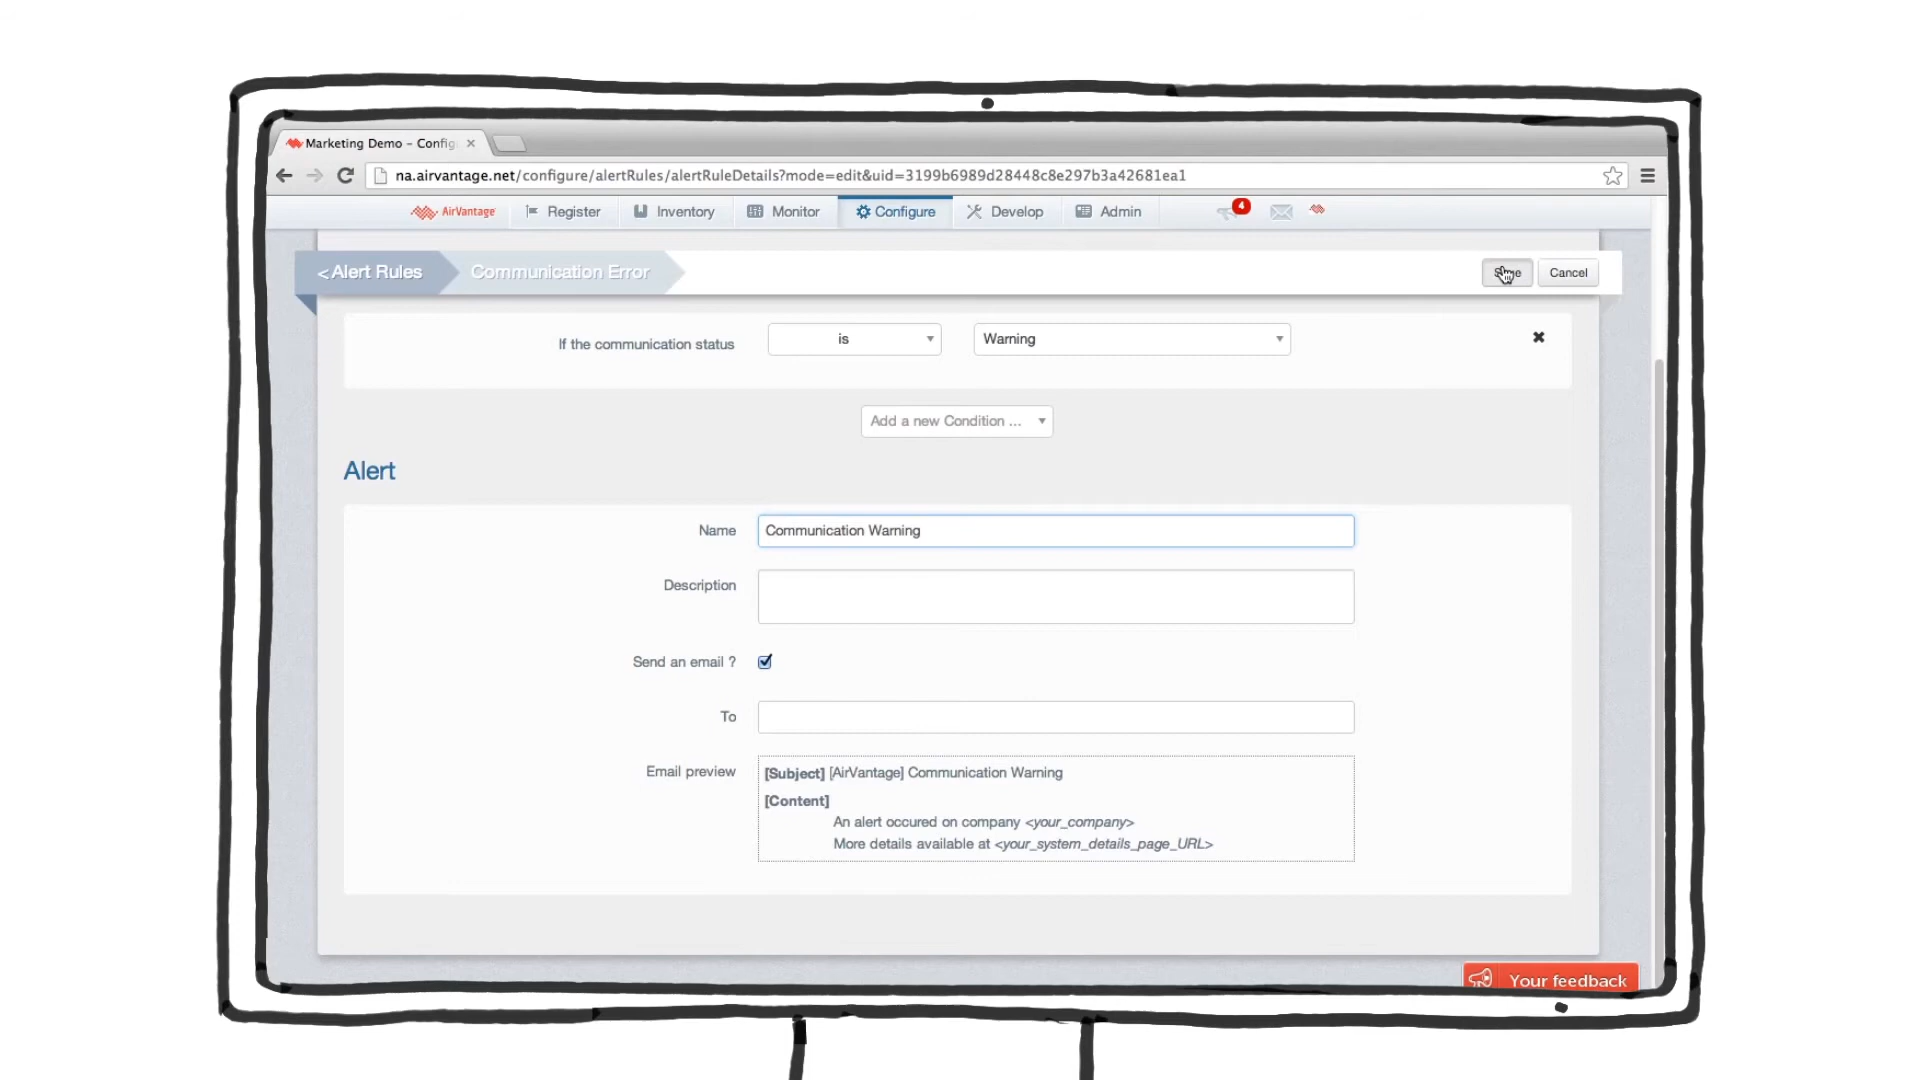 Marketing Demo - Config
na.airvantage.net/configure/alertRules/alertRuleDetails?mode=edit&uid=3199b6989d28448c8e297b3a42681ea1
AirVantage Register Inventory Monitor Configure Develop Admin 4
< Alert Rules Communication Error Save Cancel
If the communication status is Warning
Add a new Condition ...
Alert
Name Communication Warning
Description
Send an email ?
To
Email preview [Subject] [AirVantage] Communication Warning
[Content]
An alert occured on company <your_company>
More details available at <your_system_details_page_URL>
Your feedback